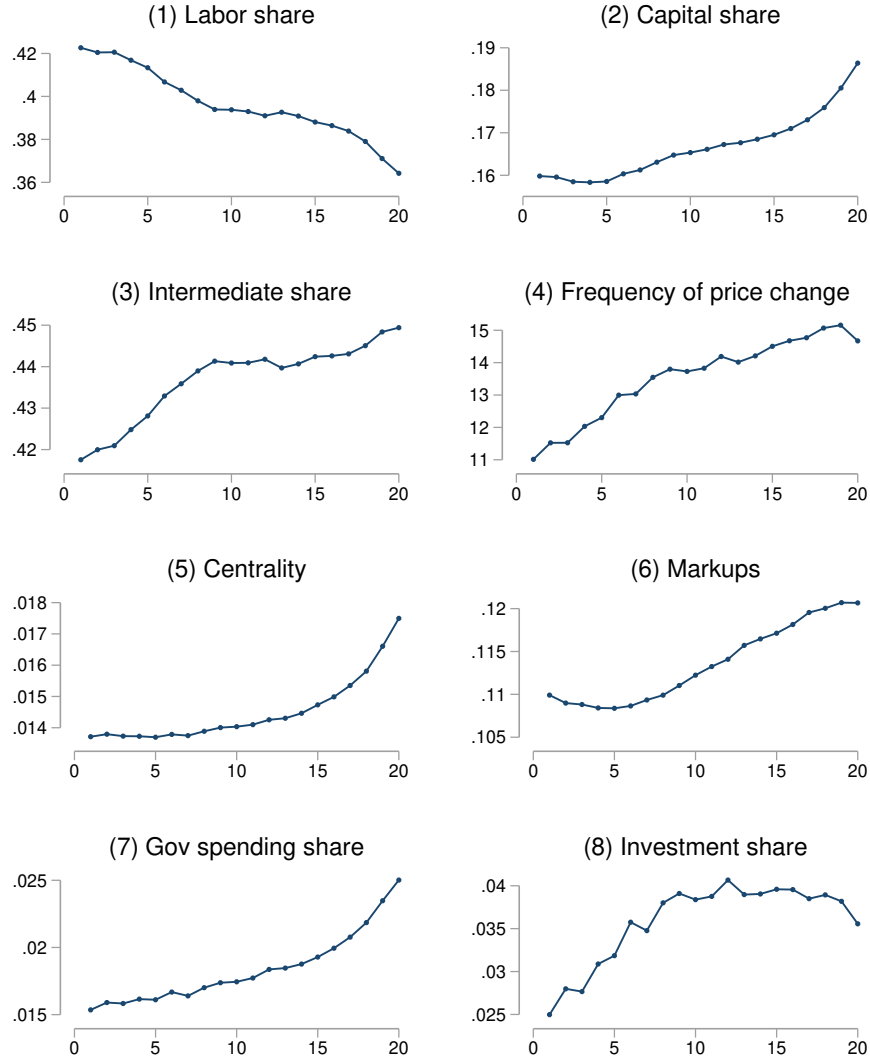 (1) Labor share
.42
.4
.38
.36
0 5 10 15 20
(2) Capital share
.19
.18
.17
.16
0 5 10 15 20
(3) Intermediate share
.45
.44
.43
.42
0 5 10 15 20
(4) Frequency of price change
15
14
13
12
11
0 5 10 15 20
(5) Centrality
.018
.017
.016
.015
.014
0 5 10 15 20
(6) Markups
.12
.115
.11
.105
0 5 10 15 20
(7) Gov spending share
.025
.02
.015
0 5 10 15 20
(8) Investment share
.04
.035
.03
.025
0 5 10 15 20